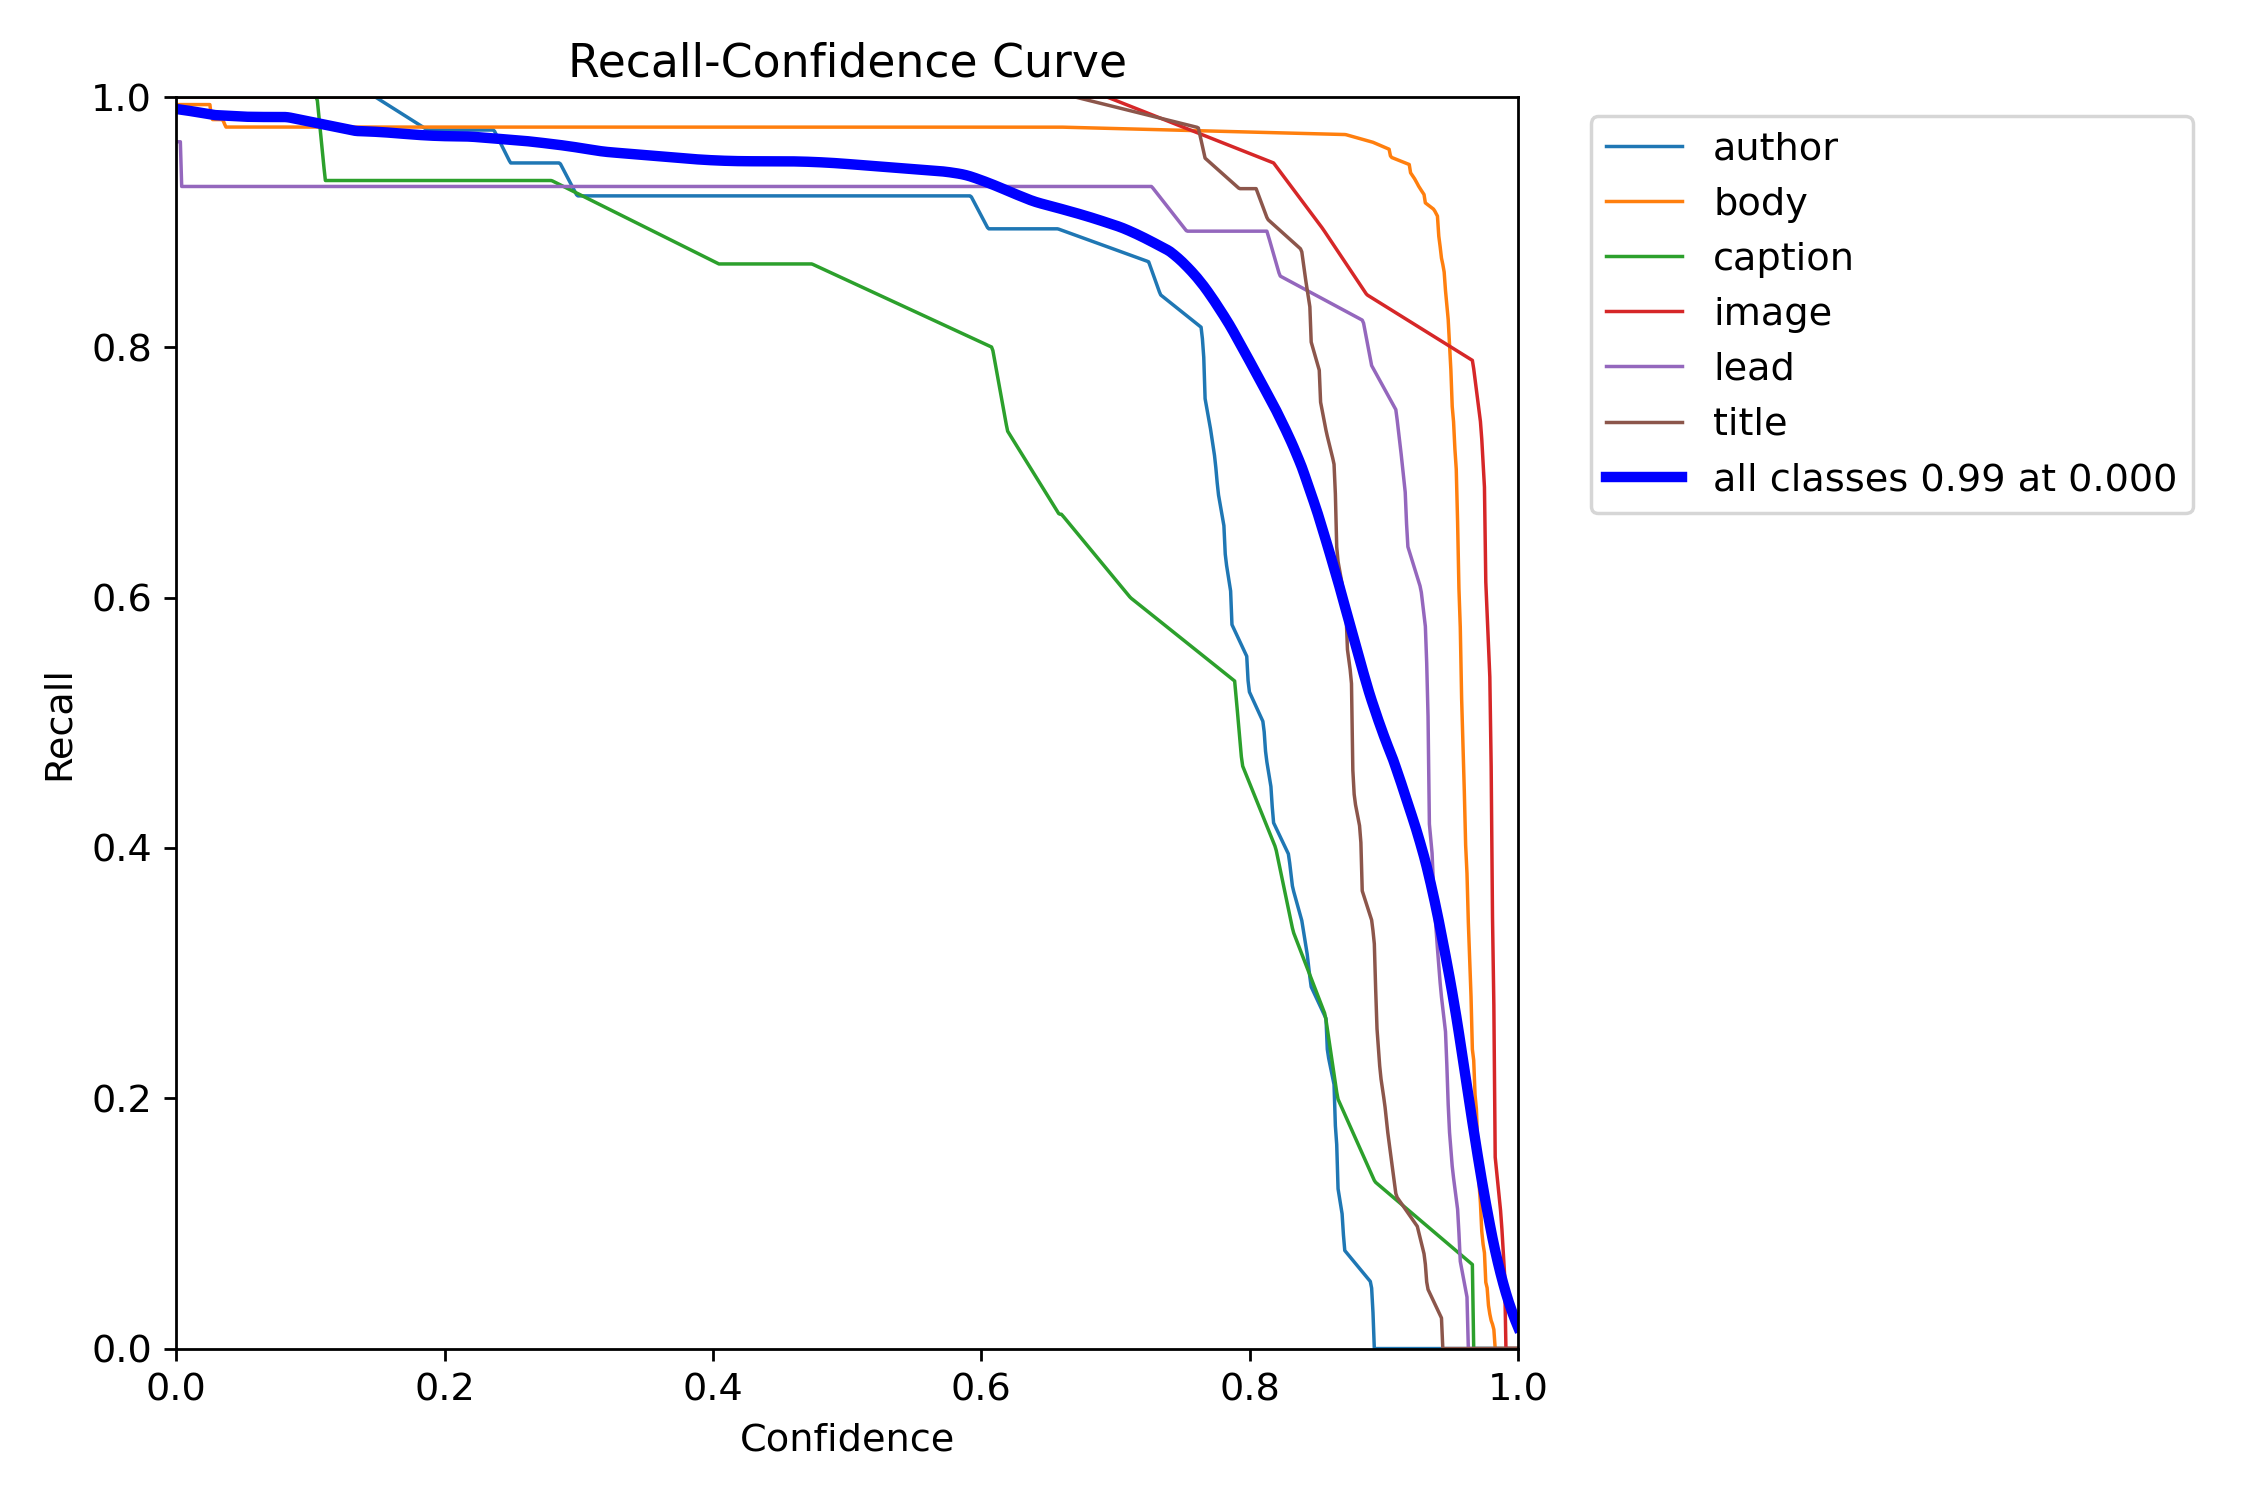 Recall-Confidence Curve
1.0
0.8
0.6
0.4
0.2
0.0
Recall
0.0 0.2 0.4 0.6 0.8 1.0
Confidence
author
body
caption
image
lead
title
all classes 0.99 at 0.000